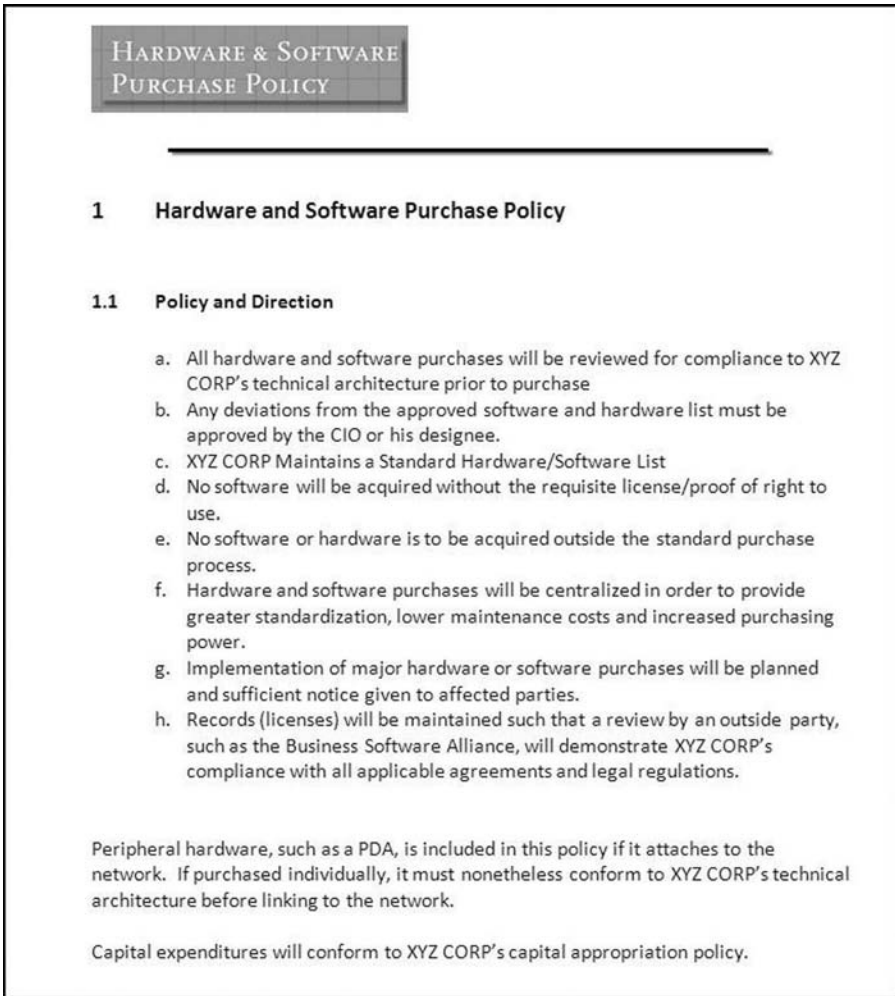 HARDWARE & SOFTWARE
PURCHASE POLICY
1 Hardware and Software Purchase Policy
1.1 Policy and Direction
a. All hardware and software purchases will be reviewed for compliance to XYZ
CORP's technical architecture prior to purchase
b. Any deviations from the approved software and hardware list must be
approved by the CIO or his designee.
c. XYZ CORP Maintains a Standard Hardware/Software List
d. No software will be acquired without the requisite license/proof of right to
use.
e. No software or hardware is to be acquired outside the standard purchase
process.
f. Hardware and software purchases will be centralized in order to provide
greater standardization, lower maintenance costs and increased purchasing
power.
g. Implementation of major hardware or software purchases will be planned
and sufficient notice given to affected parties.
h. Records (licenses) will be maintained such that a review by an outside party,
such as the Business Software Alliance, will demonstrate XYZ CORP's
compliance with all applicable agreements and legal regulations.
Peripheral hardware, such as a PDA, is included in this policy if it attaches to the
network. If purchased individually, it must nonetheless conform to XYZ CORP's technical
architecture before linking to the network.
Capital expenditures will conform to XYZ CORP's capital appropriation policy.